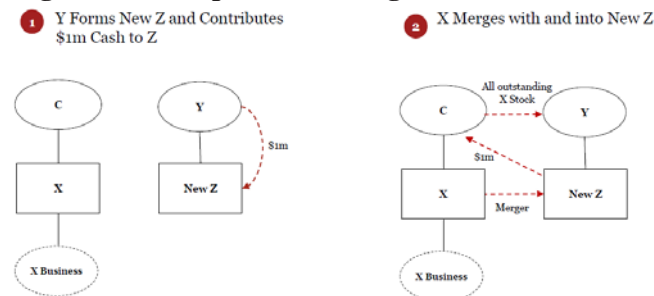 1 Y Forms New Z and Contributes
$1m Cash to Z
C
Y
$1m
X
New Z
X Business
2 X Merges with and into New Z
All outstanding
X Stock
C
Y
$1m
X
New Z
Merger
X Business